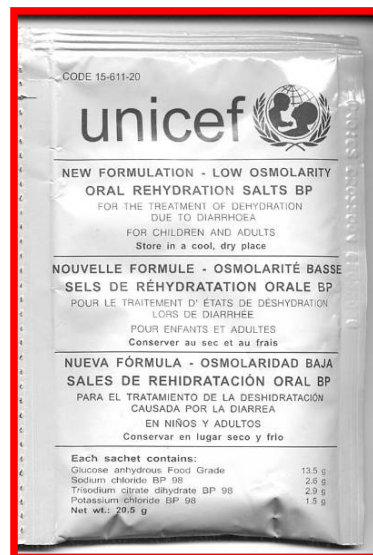 CODE 15-611-20
unicef
NEW FORMULATION - LOW OSMOLARITY
ORAL REHYDRATION SALTS BP
FOR THE TREATMENT OF DEHYDRATION
DUE TO DIARRHOEA
FOR CHILDREN AND ADULTS
Store in a cool, dry place
NOUVELLE FORMULE - OSMOLARITÉ BASSE
SELS DE RÉHYDRATATION ORALE BP
POUR LE TRAITEMENT D' ÉTATS DE DÉSHYDRATION
LORS DE DIARRHÉE
POUR ENFANTS ET ADULTES
Conserver au sec et au frais
NUEVA FÓRMULA - OSMOLARIDAD BAJA
SALES DE REHIDRATACIÓN ORAL BP
PARA EL TRATAMIENTO DE LA DESHIDRATACIÓN
CAUSADA POR LA DIARREA
EN NIÑOS Y ADULTOS
Conservar en lugar seco y frio
Each sachet contains:
Glucose anhydrous Food Grade 13.5 g
Sodium chloride BP 98 2.6 g
Trisodium citrate dihydrate BP 98 2.9 g
Potassium chloride BP 98 1.5 g
Net wt.: 20.5 g